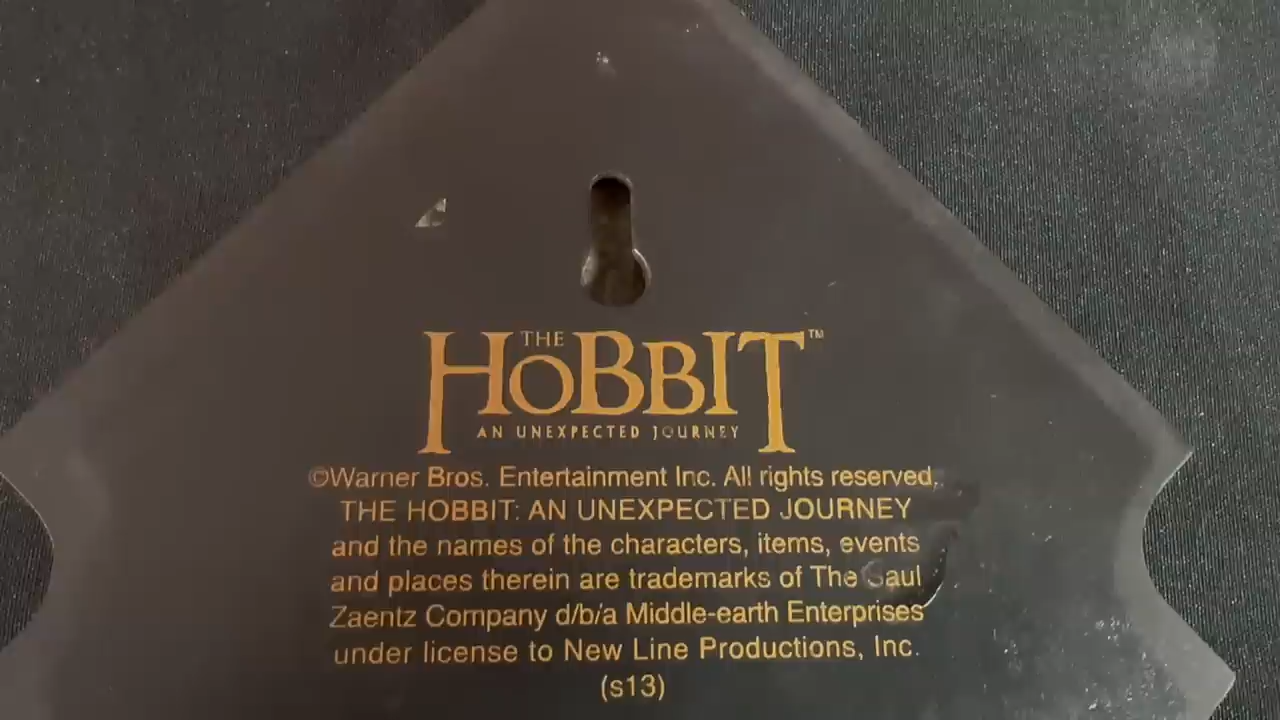 THE
HOBBIT™
AN UNEXPECTED JOURNEY
©Warner Bros. Entertainment Inc. All rights reserved.
THE HOBBIT: AN UNEXPECTED JOURNEY
and the names of the characters, items, events
and places therein are trademarks of The Saul
Zaentz Company d/b/a Middle-earth Enterprises
under license to New Line Productions, Inc.
(s13)